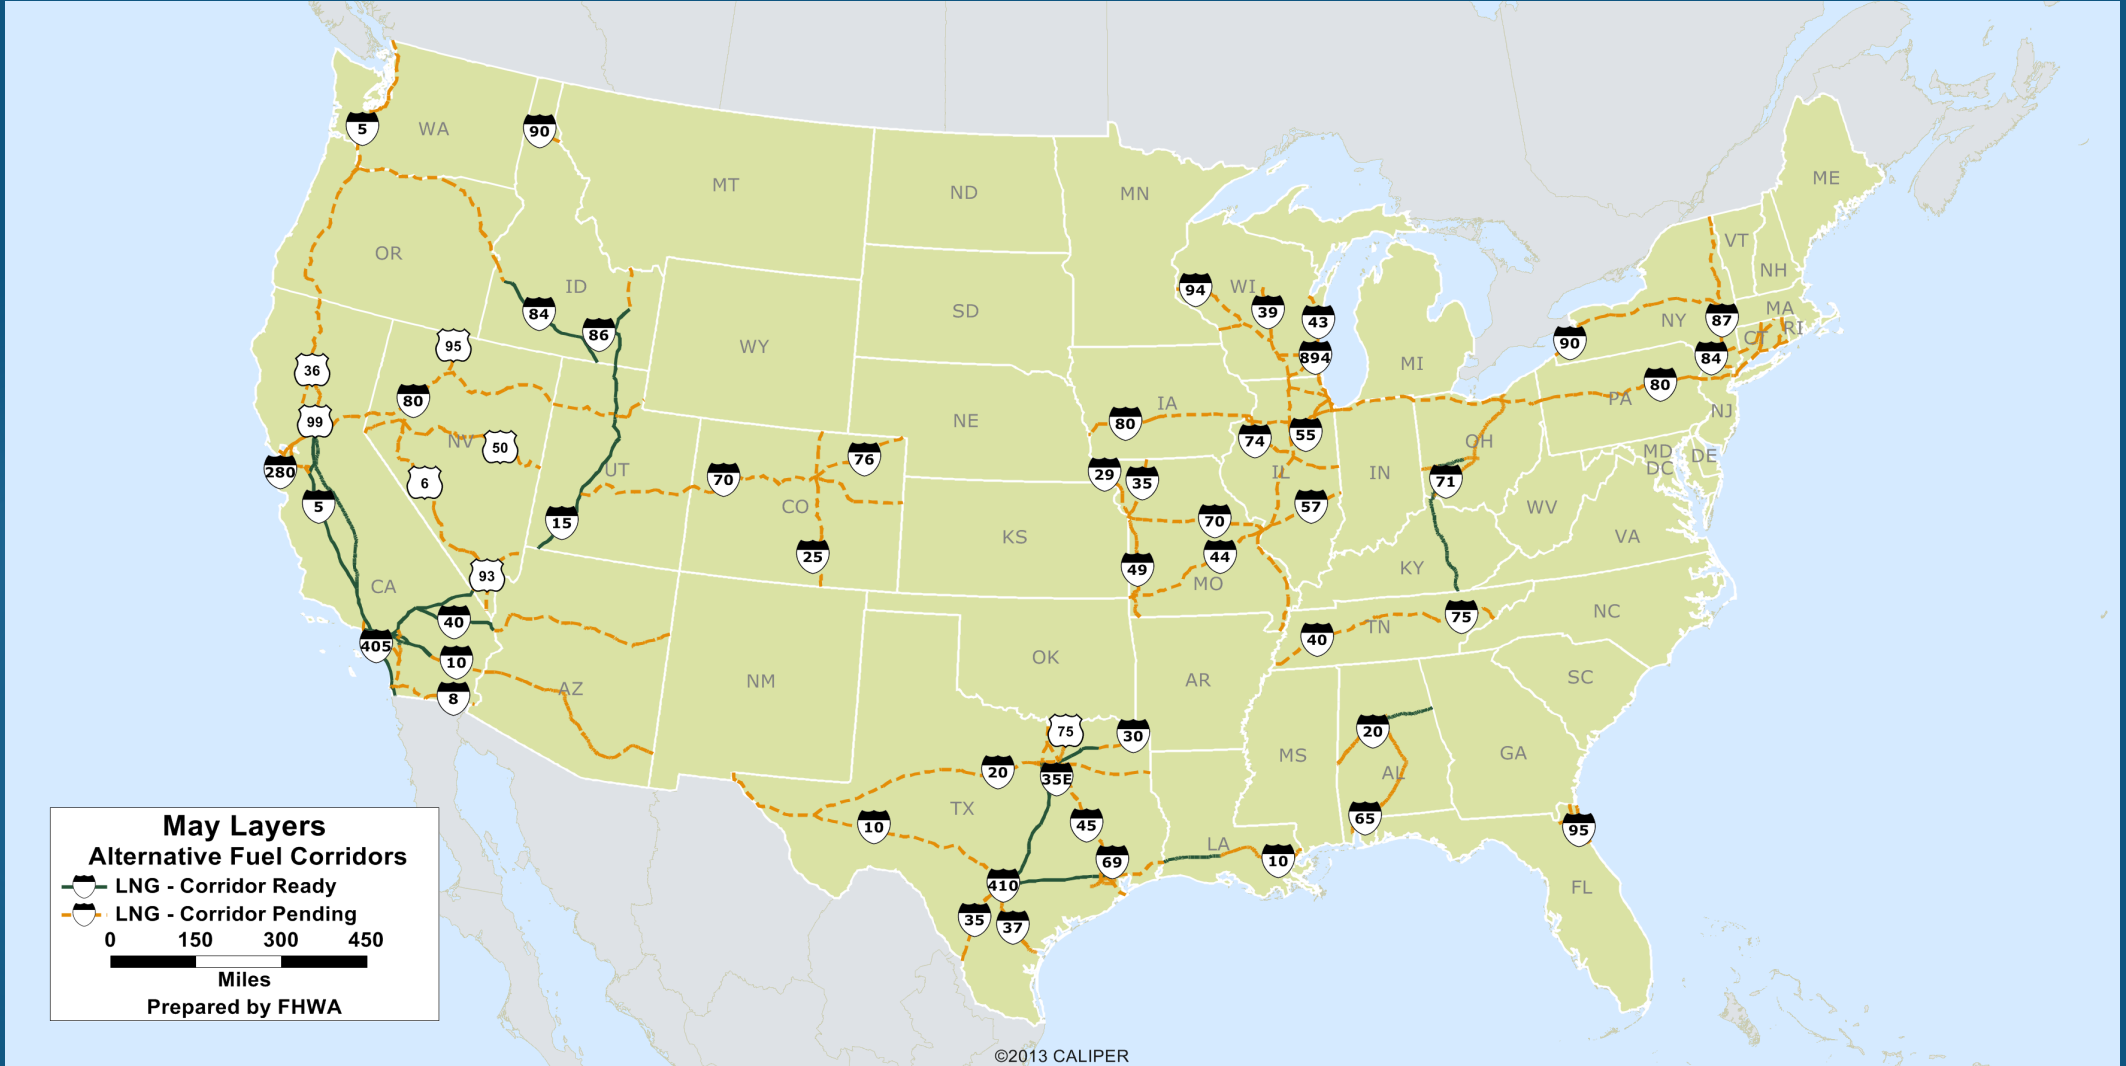 5
WA
90
MT
ND
MN
ME
OR
ID
84
86
SD
94
WI
39
43
894
MI
VT
NH
MA
RI
CT
NY
87
84
90
95
36
80
99
WY
NE
IA
80
74
55
80
PA
NJ
OH
MD
DE
DC
280
5
NV
50
6
UT
15
70
CO
76
25
KS
29
35
70
49
44
MO
IL
57
IN
71
WV
VA
KY
CA
93
40
405
10
8
AZ
NM
OK
AR
40
TN
75
NC
SC
75
30
20
35E
TX
10
45
69
410
35
37
LA
10
MS
20
AL
65
GA
95
FL
May Layers
Alternative Fuel Corridors
LNG - Corridor Ready
LNG - Corridor Pending
0 150 300 450
Miles
Prepared by FHWA
©2013 CALIPER